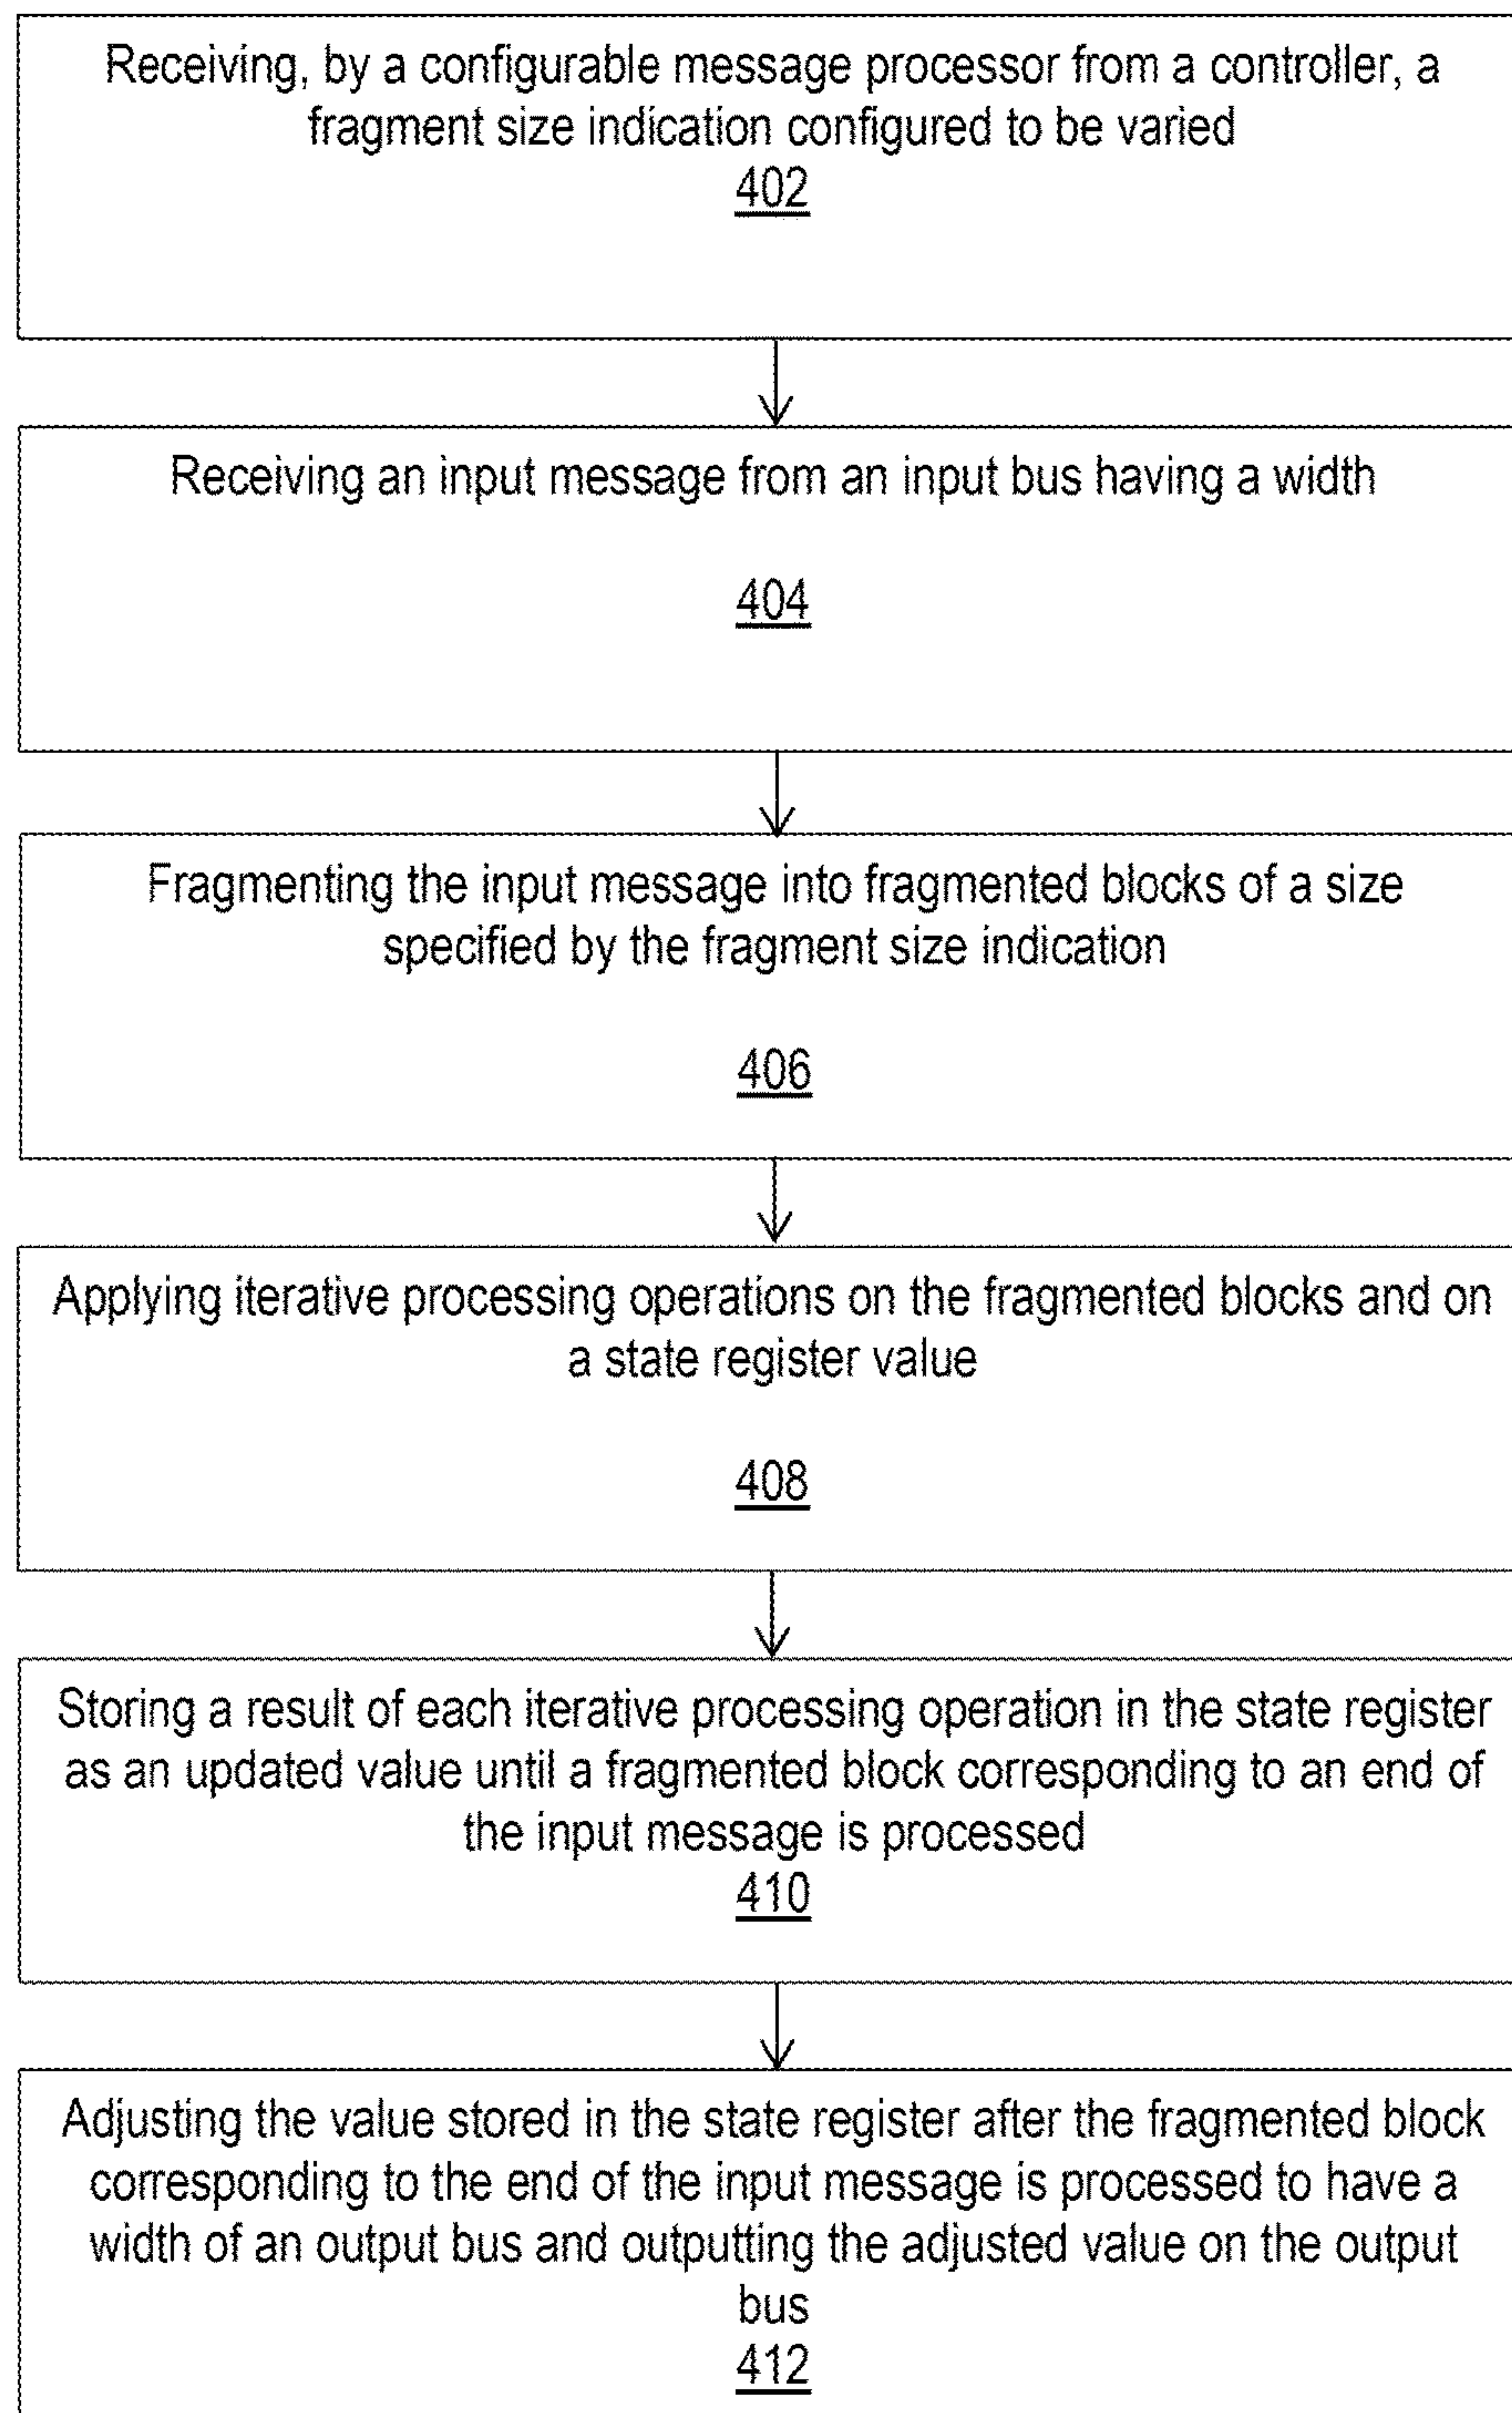 Receiving, by a configurable message processor from a controller, a
fragment size indication configured to be varied
402
Receiving an input message from an input bus having a width
404
Fragmenting the input message into fragmented blocks of a size
specified by the fragment size indication
406
Applying iterative processing operations on the fragmented blocks and on
a state register value
408
Storing a result of each iterative processing operation in the state register
as an updated value until a fragmented block corresponding to an end of
the input message is processed
410
Adjusting the value stored in the state register after the fragmented block
corresponding to the end of the input message is processed to have a
width of an output bus and outputting the adjusted value on the output
bus
412